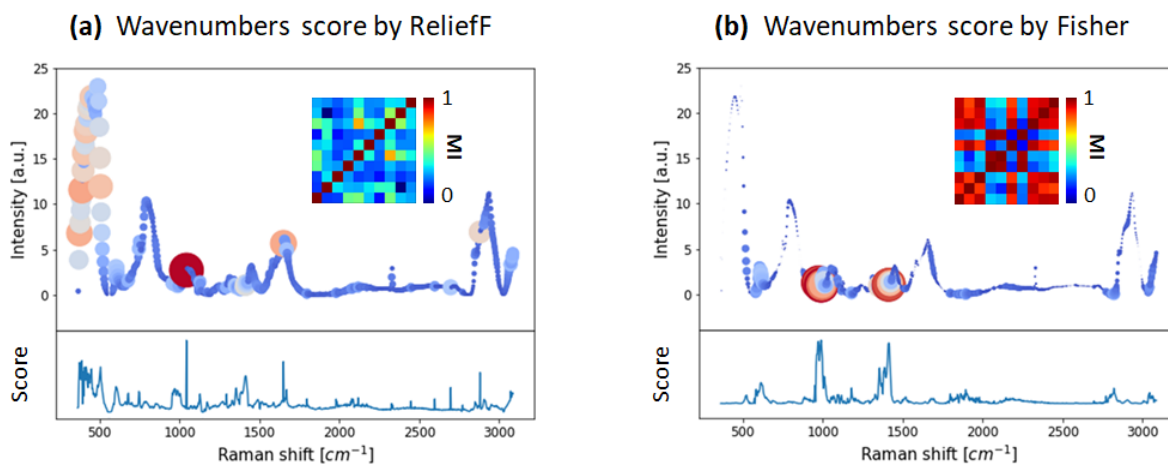 (a) Wavenumbers score by ReliefF
25
20
15
10
5
0
Intensity [a.u.]
1
MI
0
Score
500 1000 1500 2000 2500 3000
Raman shift [cm⁻¹]
(b) Wavenumbers score by Fisher
25
20
15
10
5
0
Intensity [a.u.]
1
MI
0
Score
500 1000 1500 2000 2500 3000
Raman shift [cm⁻¹]